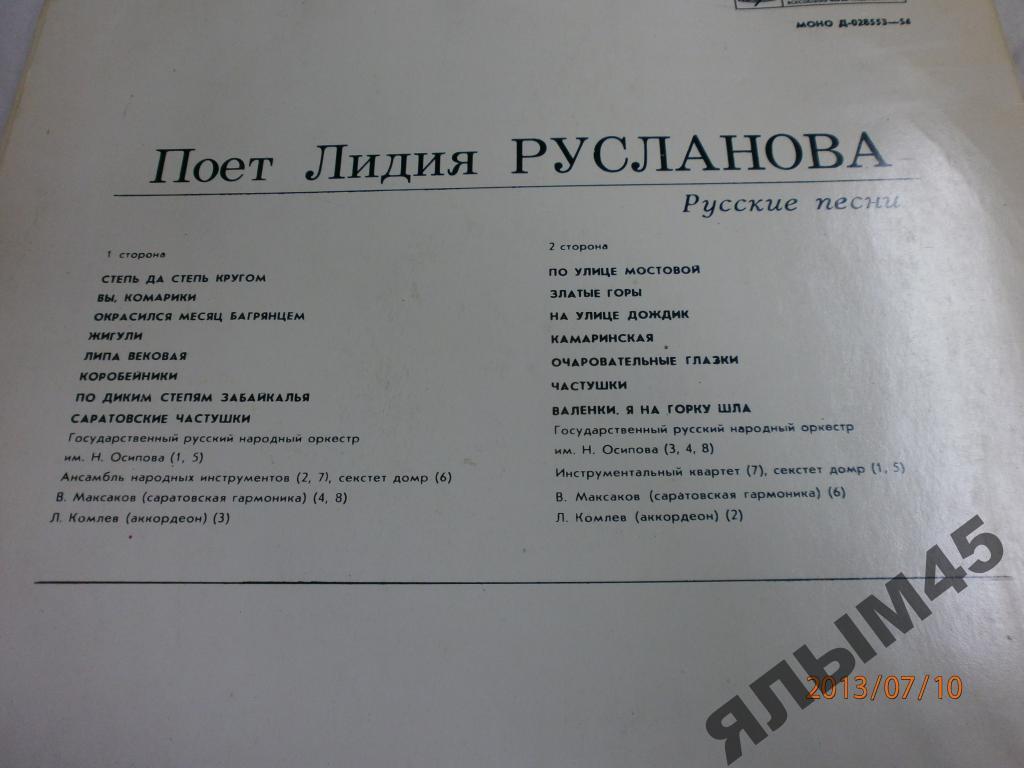 МОНО Д-028553—54
Поет Лидия РУСЛАНОВА
Русские песни
1 сторона
СТЕПЬ ДА СТЕПЬ КРУГОМ
ВЫ, КОМАРИКИ
ОКРАСИЛСЯ МЕСЯЦ БАГРЯНЦЕМ
ЖИГУЛИ
ЛИПА ВЕКОВАЯ
КОРОБЕЙНИКИ
ПО ДИКИМ СТЕПЯМ ЗАБАЙКАЛЬЯ
САРАТОВСКИЕ ЧАСТУШКИ
Государственный русский народный оркестр
им. Н. Осипова (1, 5)
Ансамбль народных инструментов (2, 7), секстет домр (6)
В. Максаков (саратовская гармоника) (4, 8)
Л. Комлев (аккордеон) (3)
2 сторона
ПО УЛИЦЕ МОСТОВОЙ
ЗЛАТЫЕ ГОРЫ
НА УЛИЦЕ ДОЖДИК
КАМАРИНСКАЯ
ОЧАРОВАТЕЛЬНЫЕ ГЛАЗКИ
ЧАСТУШКИ
ВАЛЕНКИ, Я НА ГОРКУ ШЛА
Государственный русский народный оркестр
им. Н. Осипова (3, 4, 8)
Инструментальный квартет (7), секстет домр (1, 5)
В. Максаков (саратовская гармоника) (6)
Л. Комлев (аккордеон) (2)
ЯЛЫМ45
2013/07/10